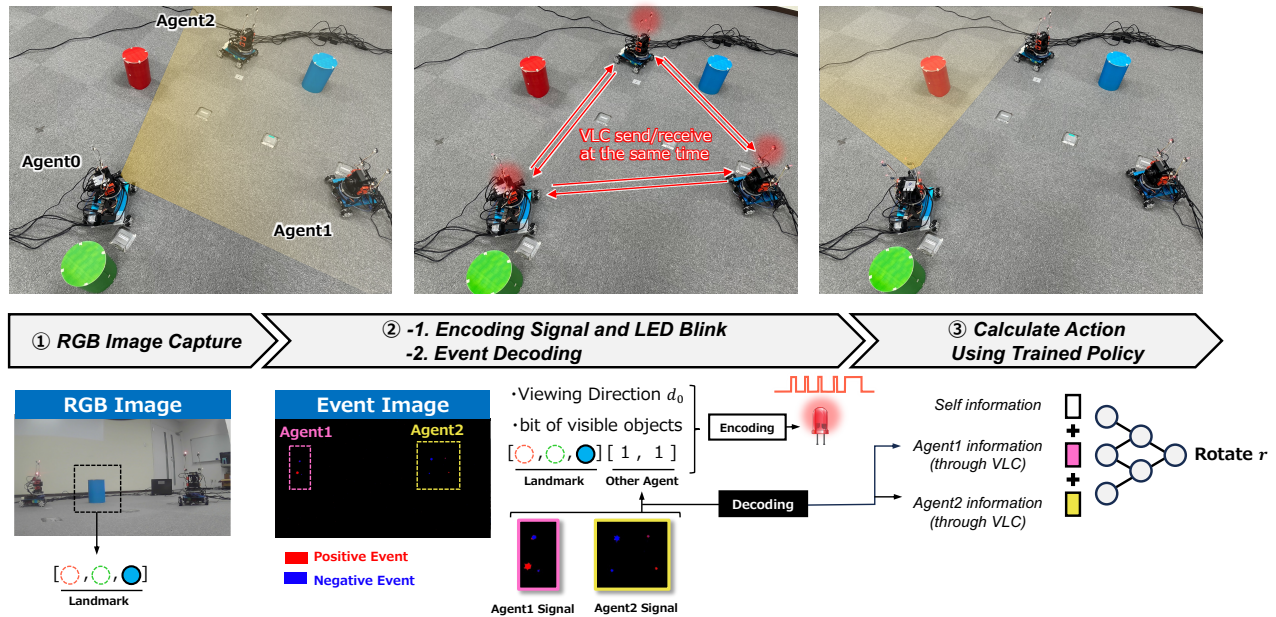 Agent2
Agent0
Agent1
VLC send/receive
at the same time
① RGB Image Capture
② -1. Encoding Signal and LED Blink
-2. Event Decoding
③ Calculate Action
Using Trained Policy
RGB Image
[ , , ]
Landmark
Event Image
Agent1
Agent2
Positive Event
Negative Event
・Viewing Direction d₀
・bit of visible objects
[ , , ][ 1 , 1 ]
Landmark
Other Agent
Encoding
Decoding
Agent1 Signal
Agent2 Signal
Self information
+
Agent1 information
(through VLC)
+
Agent2 information
(through VLC)
Rotate r